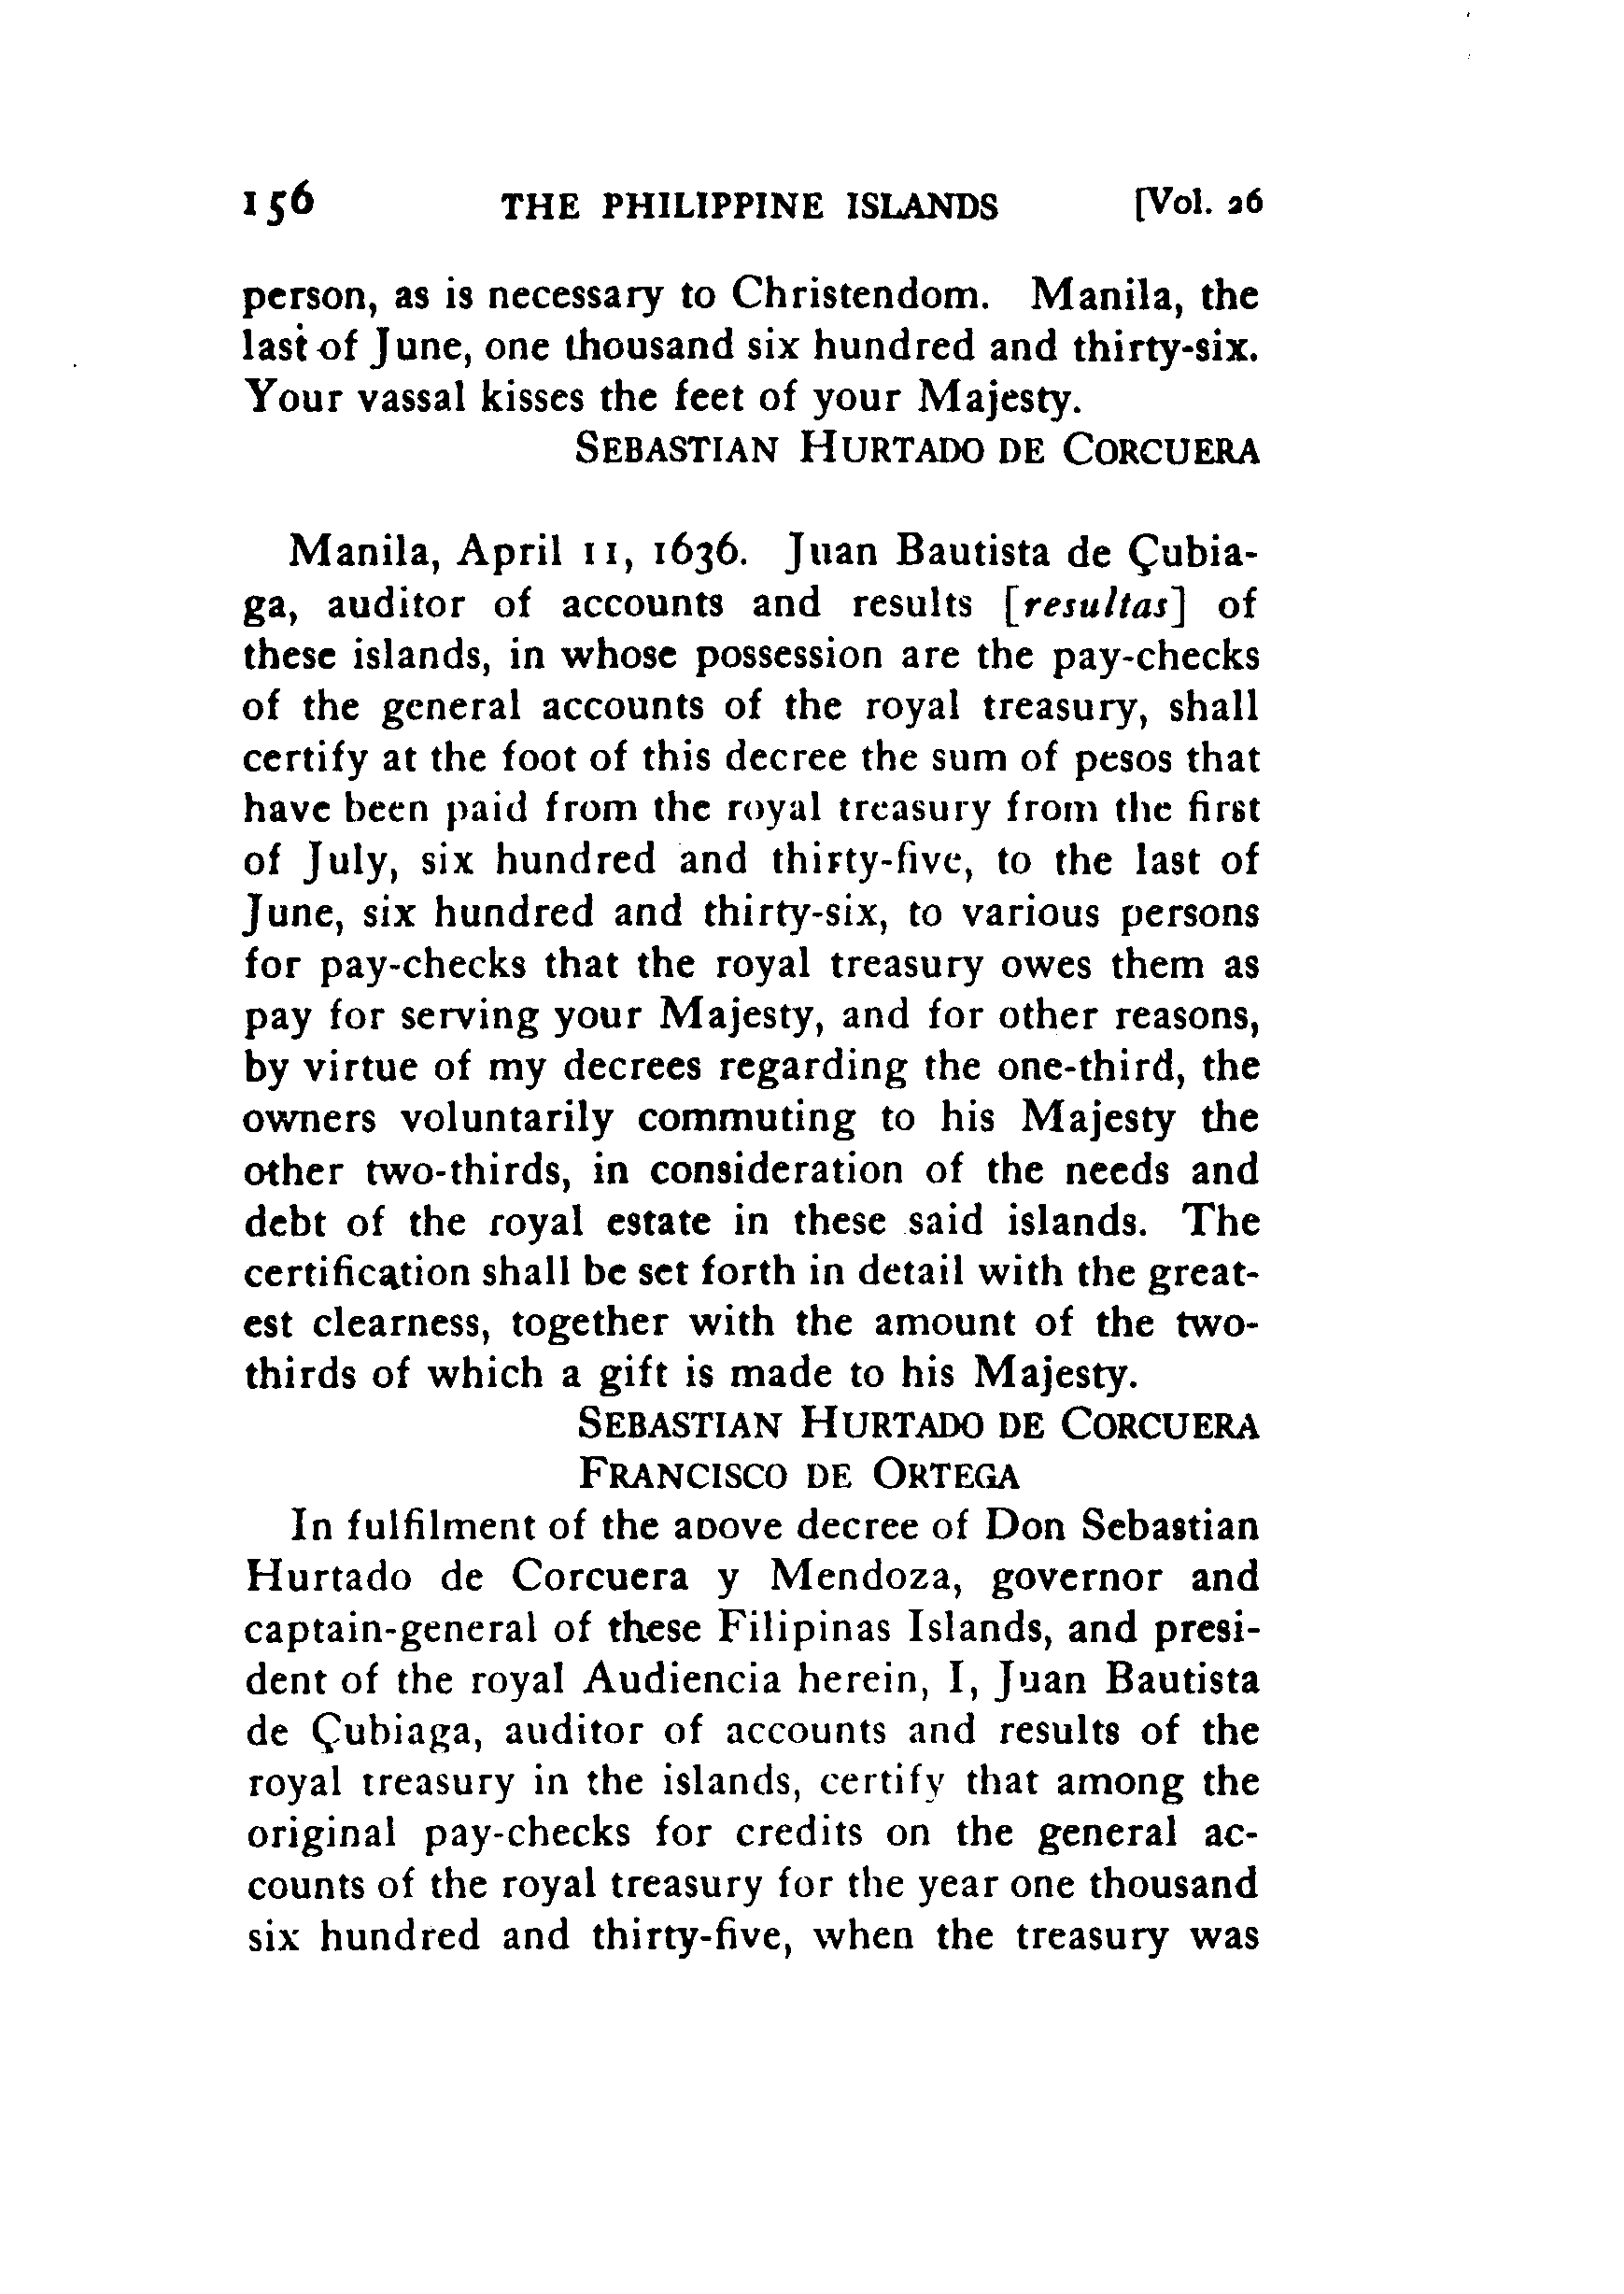 156 THE PHILIPPINE ISLANDS [Vol. 26
person, as is necessary to Christendom. Manila, the
last of June, one thousand six hundred and thirty-six.
Your vassal kisses the feet of your Majesty.
SEBASTIAN HURTADO DE CORCUERA
Manila, April 11, 1636. Juan Bautista de Çubia-
ga, auditor of accounts and results [resultas] of
these islands, in whose possession are the pay-checks
of the general accounts of the royal treasury, shall
certify at the foot of this decree the sum of pesos that
have been paid from the royal treasury from the first
of July, six hundred and thirty-five, to the last of
June, six hundred and thirty-six, to various persons
for pay-checks that the royal treasury owes them as
pay for serving your Majesty, and for other reasons,
by virtue of my decrees regarding the one-third, the
owners voluntarily commuting to his Majesty the
other two-thirds, in consideration of the needs and
debt of the royal estate in these said islands. The
certification shall be set forth in detail with the great-
est clearness, together with the amount of the two-
thirds of which a gift is made to his Majesty.
SEBASTIAN HURTADO DE CORCUERA
FRANCISCO DE ORTEGA
In fulfilment of the above decree of Don Sebastian
Hurtado de Corcuera y Mendoza, governor and
captain-general of these Filipinas Islands, and presi-
dent of the royal Audiencia herein, I, Juan Bautista
de Çubiaga, auditor of accounts and results of the
royal treasury in the islands, certify that among the
original pay-checks for credits on the general ac-
counts of the royal treasury for the year one thousand
six hundred and thirty-five, when the treasury was